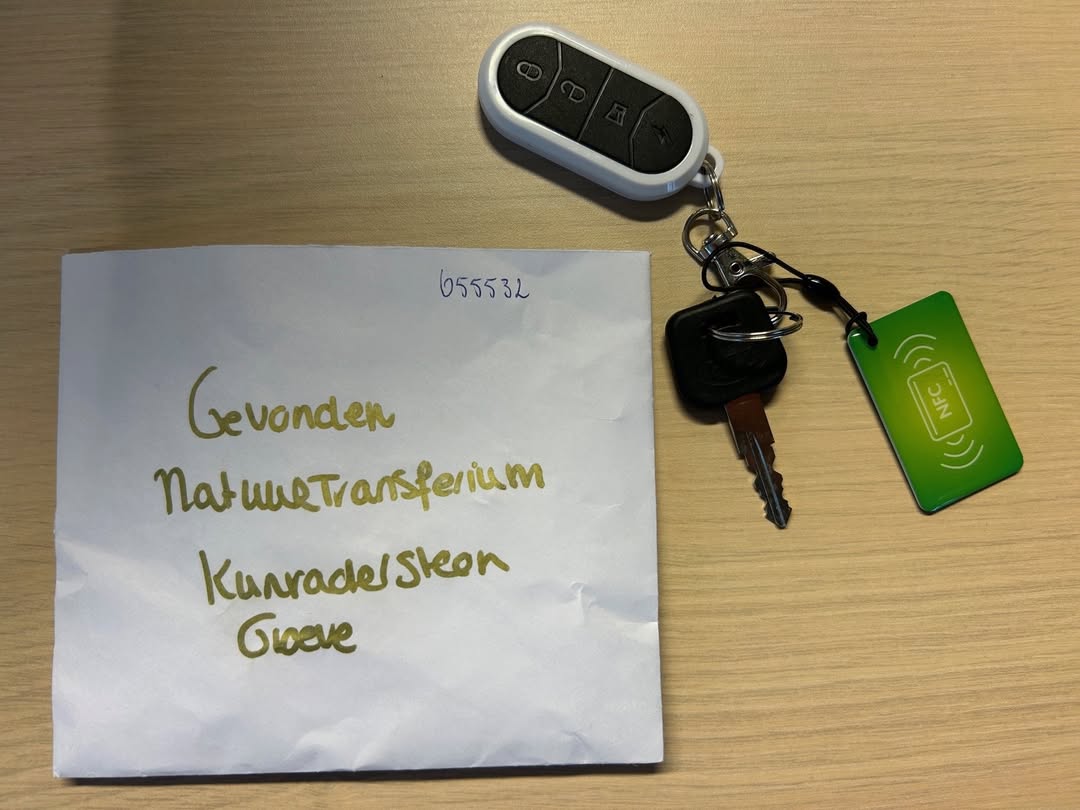 655532
Gevonden
NatuurTransferium
Kunradersteen
Groeve
NFC